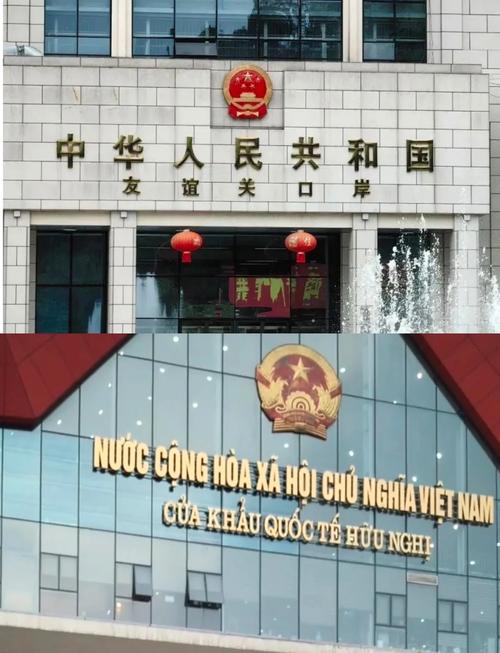 中华人民共和国
友谊关口岸
NƯỚC CỘNG HÒA XÃ HỘI CHỦ NGHĨA VIỆT NAM
CỬA KHẨU QUỐC TẾ HỮU NGHỊ